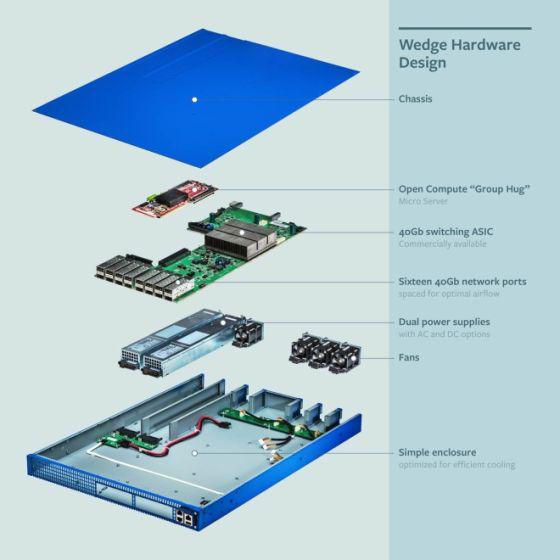 Wedge Hardware
Design
Chassis
Open Compute “Group Hug”
Micro Server
40Gb switching ASIC
Commercially available
Sixteen 40Gb network ports
spaced for optimal airflow
Dual power supplies
with AC and DC options
Fans
Simple enclosure
optimized for efficient cooling